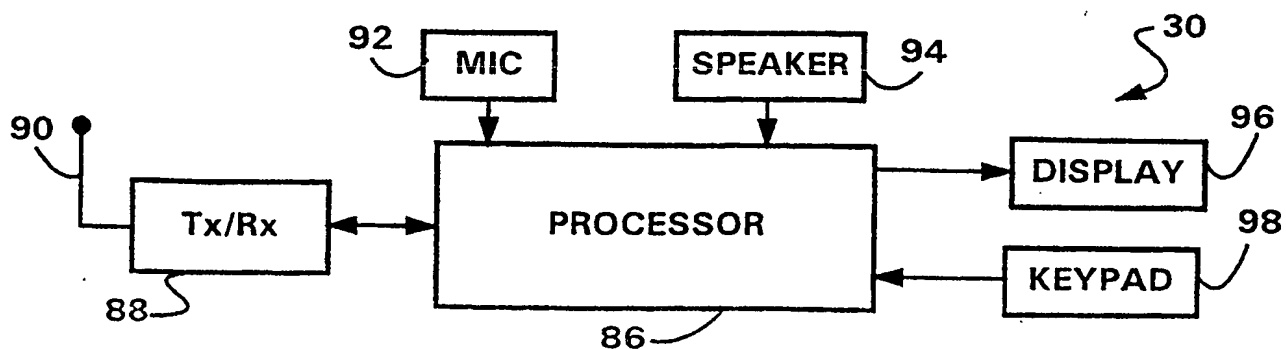 92 MIC SPEAKER 94 30
90 Tx/Rx PROCESSOR DISPLAY 96
88 86 KEYPAD 98